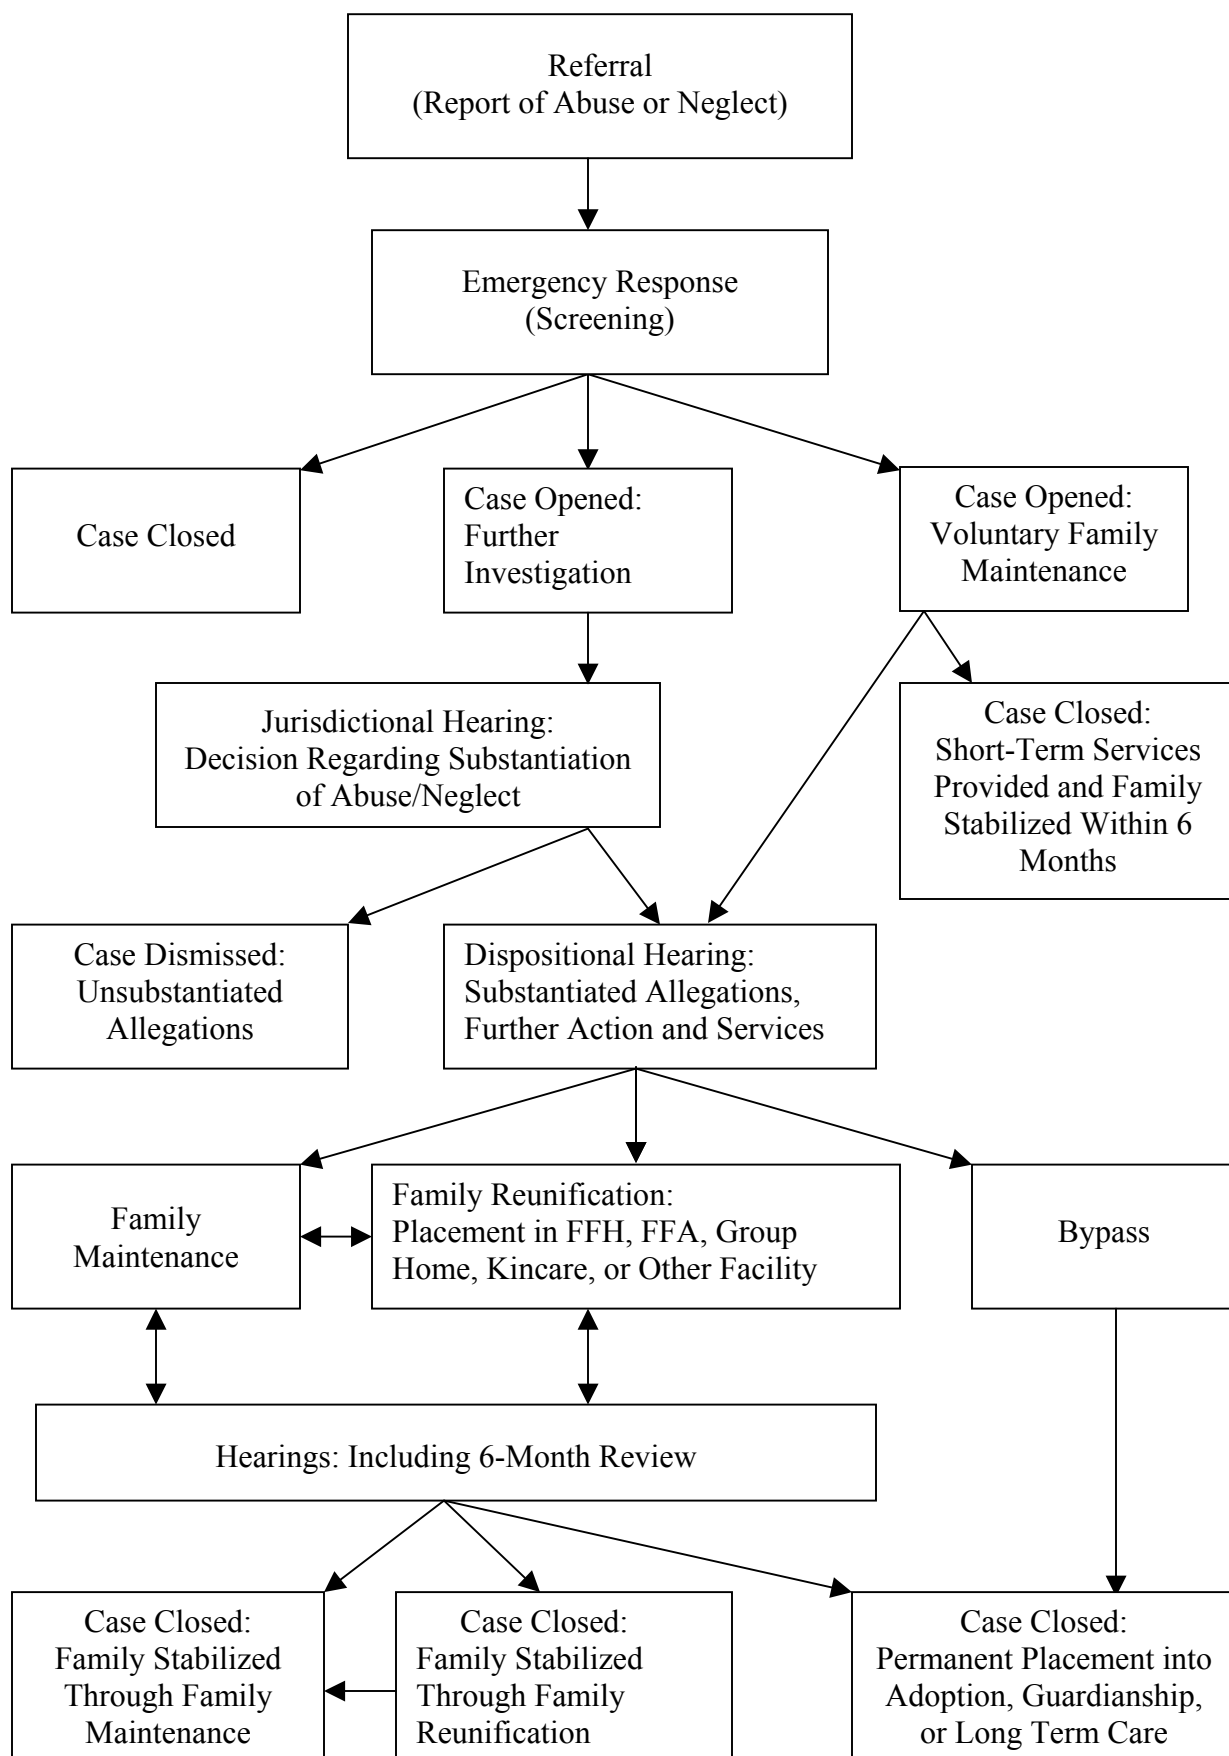 Referral
(Report of Abuse or Neglect)
Emergency Response
(Screening)
Case Closed
Case Opened:
Further
Investigation
Case Opened:
Voluntary Family
Maintenance
Jurisdictional Hearing:
Decision Regarding Substantiation
of Abuse/Neglect
Case Closed:
Short-Term Services
Provided and Family
Stabilized Within 6
Months
Case Dismissed:
Unsubstantiated
Allegations
Dispositional Hearing:
Substantiated Allegations,
Further Action and Services
Family
Maintenance
Family Reunification:
Placement in FFH, FFA, Group
Home, Kincare, or Other Facility
Bypass
Hearings: Including 6-Month Review
Case Closed:
Family Stabilized
Through Family
Maintenance
Case Closed:
Family Stabilized
Through Family
Reunification
Case Closed:
Permanent Placement into
Adoption, Guardianship,
or Long Term Care